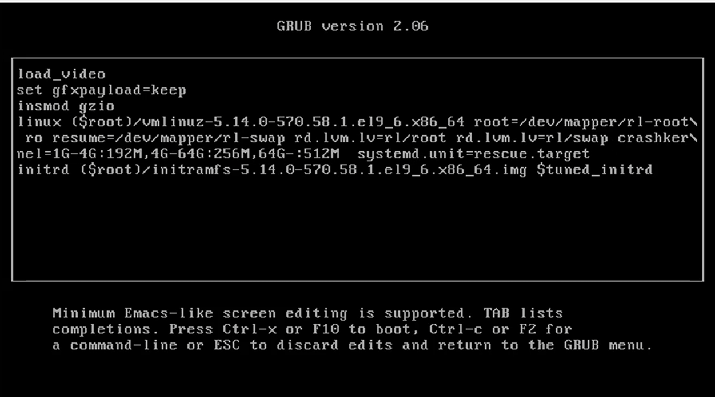 GRUB version 2.06
load_video
set gfxpayload=keep
insmod gzio
linux ($root)/vmlinuz-5.14.0-570.58.1.el9_6.x86_64 root=/dev/mapper/rl-root\
ro resume=/dev/mapper/rl-swap rd.lvm.lv=rl/root rd.lvm.lv=rl/swap crashker\
nel=1G-4G:192M,4G-64G:256M,64G-:512M  systemd.unit=rescue.target
initrd ($root)/initramfs-5.14.0-570.58.1.el9_6.x86_64.img $tuned_initrd
Minimum Emacs-like screen editing is supported. TAB lists
completions. Press Ctrl-x or F10 to boot, Ctrl-c or F2 for
a command-line or ESC to discard edits and return to the GRUB menu.